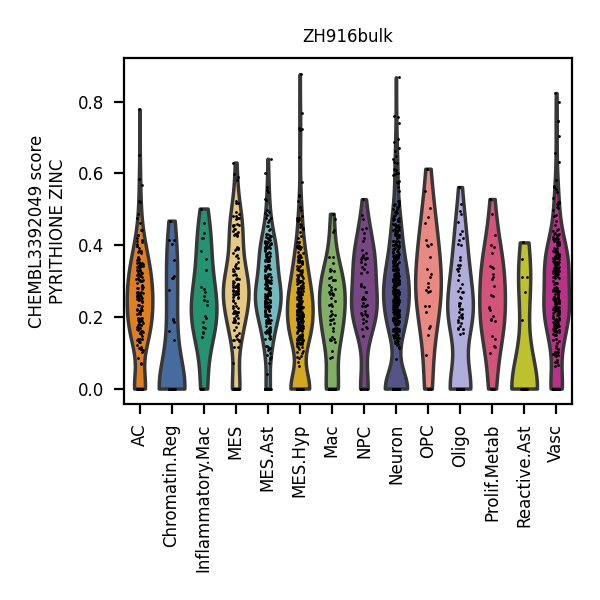 ZH916bulk
CHEMBL3392049 score
PYRITHIONE ZINC
0.8
0.6
0.4
0.2
0.0
AC
Chromatin.Reg
Inflammatory.Mac
MES
MES.Ast
MES.Hyp
Mac
NPC
Neuron
OPC
Oligo
Prolif.Metab
Reactive.Ast
Vasc